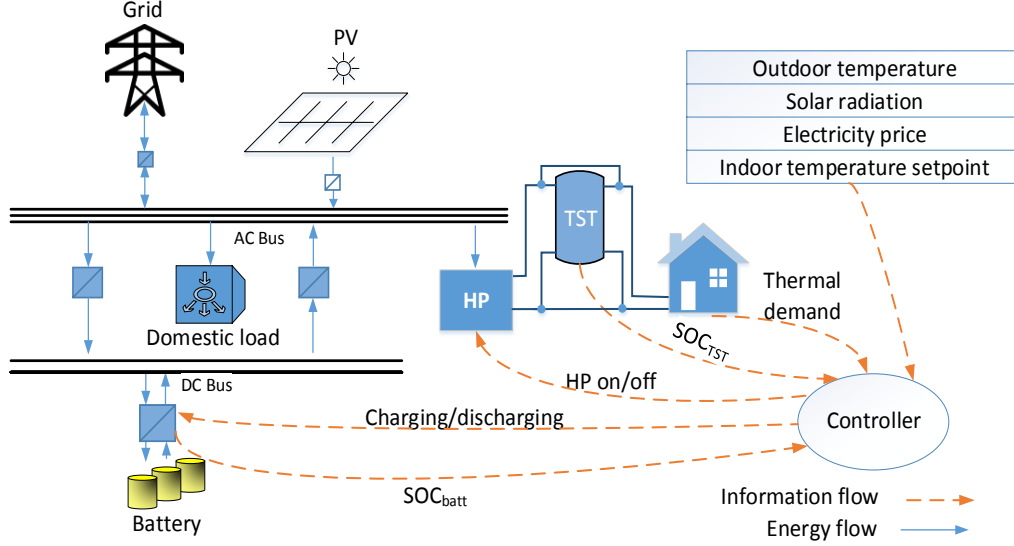 Grid
PV
Outdoor temperature
Solar radiation
Electricity price
Indoor temperature setpoint
AC Bus
TST
HP
Domestic load
Thermal
demand
SOCTST
HP on/off
DC Bus
Charging/discharging
Controller
SOCbatt
Battery
Information flow
Energy flow